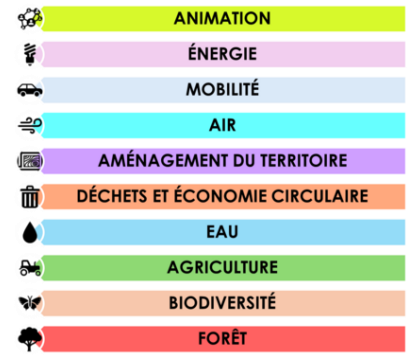 ANIMATION
ÉNERGIE
MOBILITÉ
AIR
AMÉNAGEMENT DU TERRITOIRE
DÉCHETS ET ÉCONOMIE CIRCULAIRE
EAU
AGRICULTURE
BIODIVERSITÉ
FORÊT